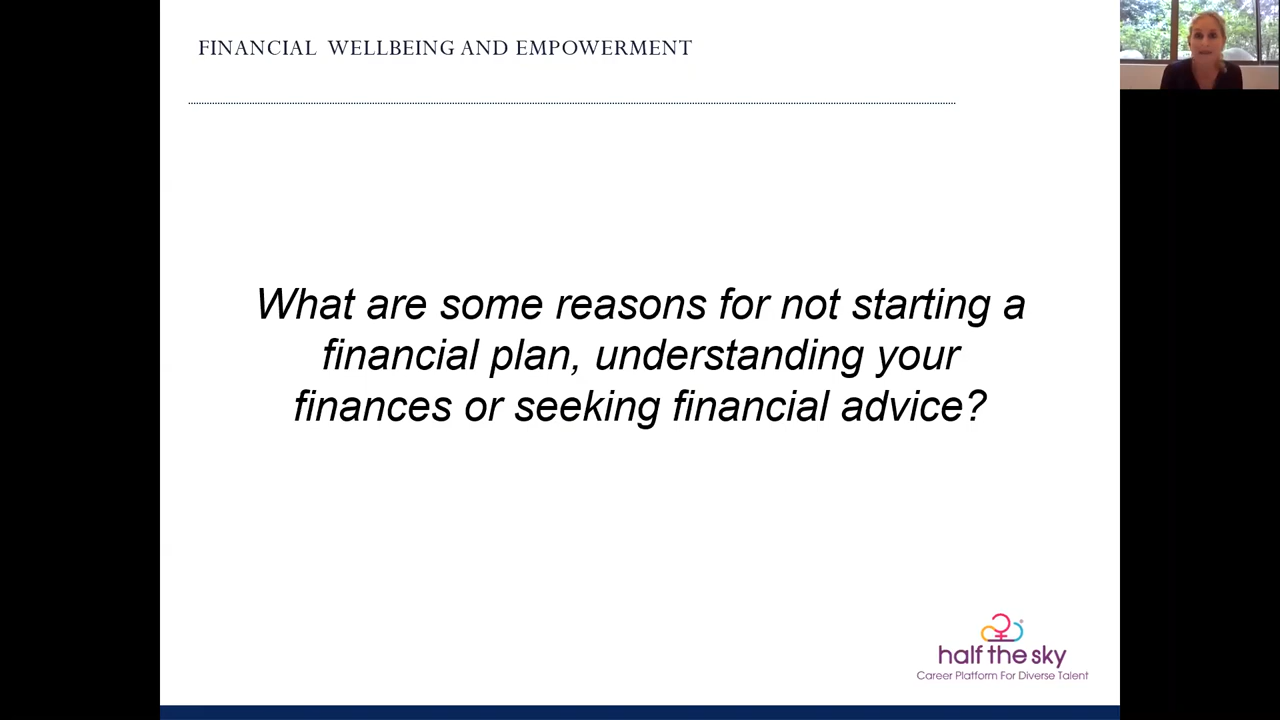 FINANCIAL WELLBEING AND EMPOWERMENT
What are some reasons for not starting a
financial plan, understanding your
finances or seeking financial advice?
half the sky
Career Platform For Diverse Talent